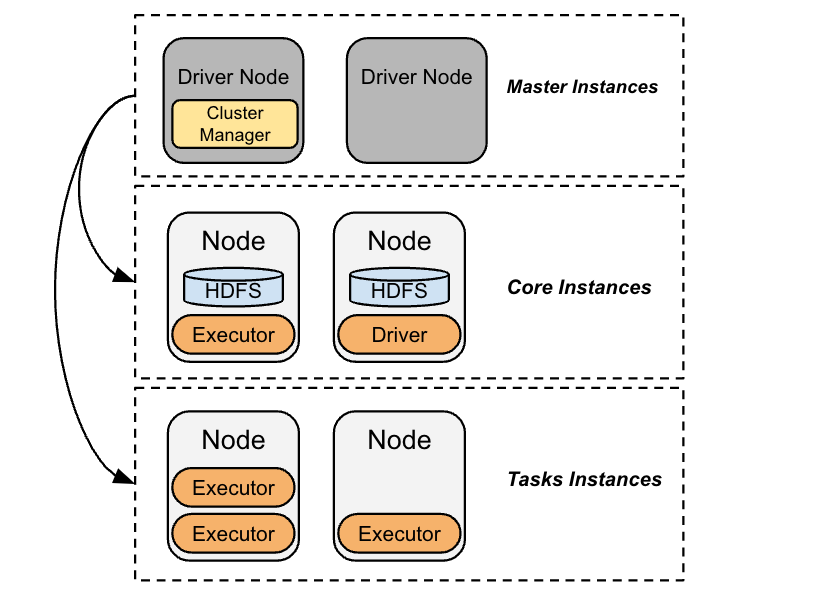 Driver Node
Cluster
Manager
Driver Node
Master Instances
Node
HDFS
Executor
Node
HDFS
Driver
Core Instances
Node
Executor
Executor
Node
Executor
Tasks Instances